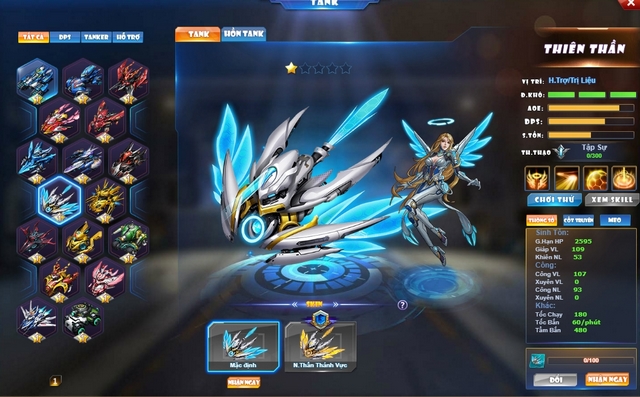 TANK
TẤT CẢ DPS TANKER HỖ TRỢ
TANK HỒN TANK
THIÊN THẦN
VỊ TRÍ: H.Trợ/Trị Liệu
Đ.KHÓ:
AOE:
DPS:
S.TỒN:
TH.THẠO Tập Sự
0/200
CHƠI THỬ XEM SKILL
THÔNG SỐ CỐT TRUYỆN MẸO
Sinh Tồn:
G.Hạn HP 2595
Giáp VL 109
Khiên NL 53
Công:
Công VL 107
Xuyên VL 0
Công NL 93
Xuyên NL 0
Khác:
Tốc Chạy 180
Tốc Bắn 60/phút
Tầm Bắn 480
?
Mặc định N.Thần Thánh Vực
NHẬN NGAY
0/100
ĐỔI NHẬN NGAY
1